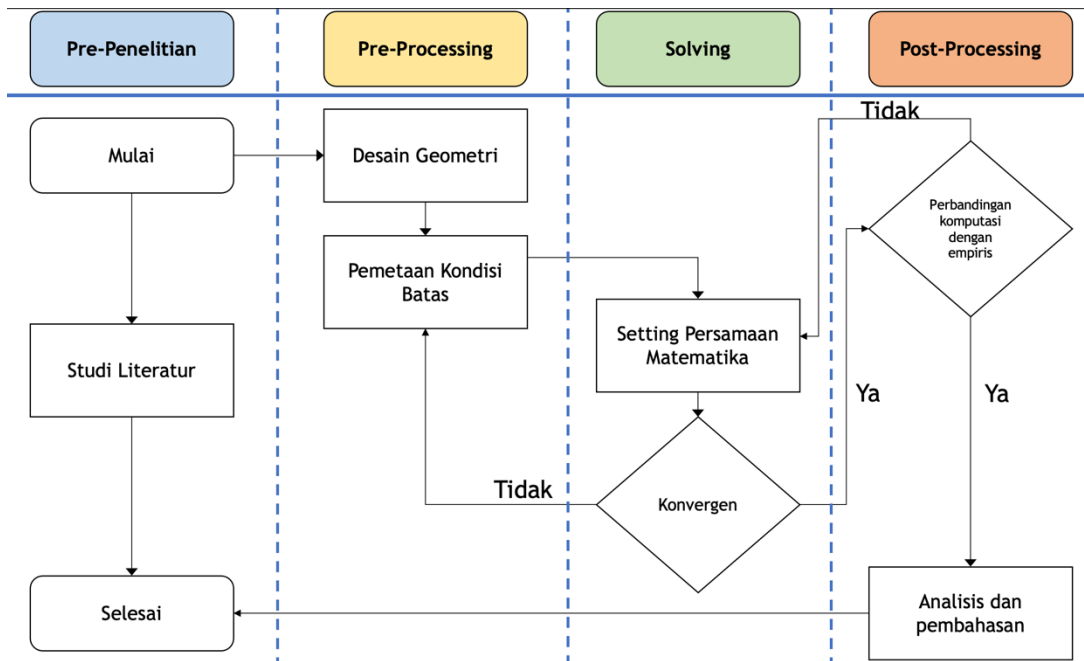 Pre-Penelitian
Pre-Processing
Solving
Post-Processing
Mulai
Desain Geometri
Tidak
Perbandingan
komputasi
dengan
empiris
Pemetaan Kondisi
Batas
Setting Persamaan
Matematika
Studi Literatur
Ya
Ya
Tidak
Konvergen
Selesai
Analisis dan
pembahasan